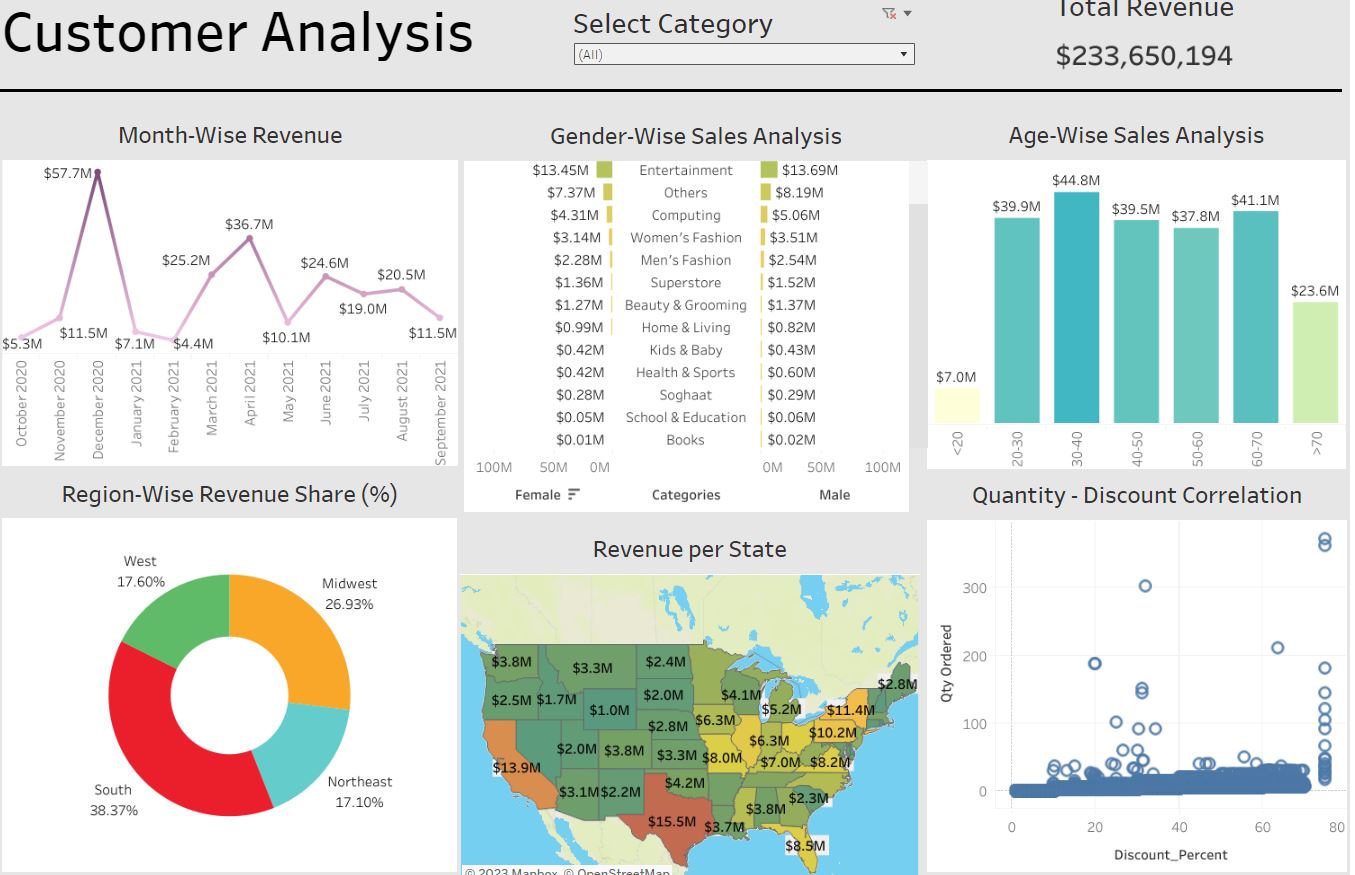 Customer Analysis
Select Category
(All)
Total Revenue
$233,650,194
Month-Wise Revenue
$57.7M
$36.7M
$25.2M
$24.6M
$20.5M
$19.0M
$5.3M
$11.5M
$7.1M
$4.4M
$10.1M
$11.5M
October 2020
November 2020
December 2020
January 2021
February 2021
March 2021
April 2021
May 2021
June 2021
July 2021
August 2021
September 2021
Gender-Wise Sales Analysis
$13.45M Entertainment $13.69M
$7.37M Others $8.19M
$4.31M Computing $5.06M
$3.14M Women's Fashion $3.51M
$2.28M Men's Fashion $2.54M
$1.36M Superstore $1.52M
$1.27M Beauty & Grooming $1.37M
$0.99M Home & Living $0.82M
$0.42M Kids & Baby $0.43M
$0.42M Health & Sports $0.60M
$0.28M Soghaat $0.29M
$0.05M School & Education $0.06M
$0.01M Books $0.02M
100M 50M 0M 0M 50M 100M
Female Categories Male
Age-Wise Sales Analysis
$7.0M
$39.9M
$44.8M
$39.5M
$37.8M
$41.1M
$23.6M
<20
20-30
30-40
40-50
50-60
60-70
>70
Region-Wise Revenue Share (%)
West
17.60%
Midwest
26.93%
South
38.37%
Northeast
17.10%
Revenue per State
$3.8M
$3.3M
$2.4M
$2.8M
$2.5M
$1.7M
$1.0M
$2.0M
$4.1M
$5.2M
$11.4M
$2.8M
$6.3M
$10.2M
$2.0M
$3.8M
$3.3M
$8.0M
$6.3M
$7.0M
$8.2M
$13.9M
$3.1M
$2.2M
$4.2M
$2.3M
$15.5M
$3.7M
$3.8M
$8.5M
© 2023 Mapbox © OpenStreetMap
Quantity - Discount Correlation
Qty Ordered
300
200
100
0
0 20 40 60 80
Discount_Percent